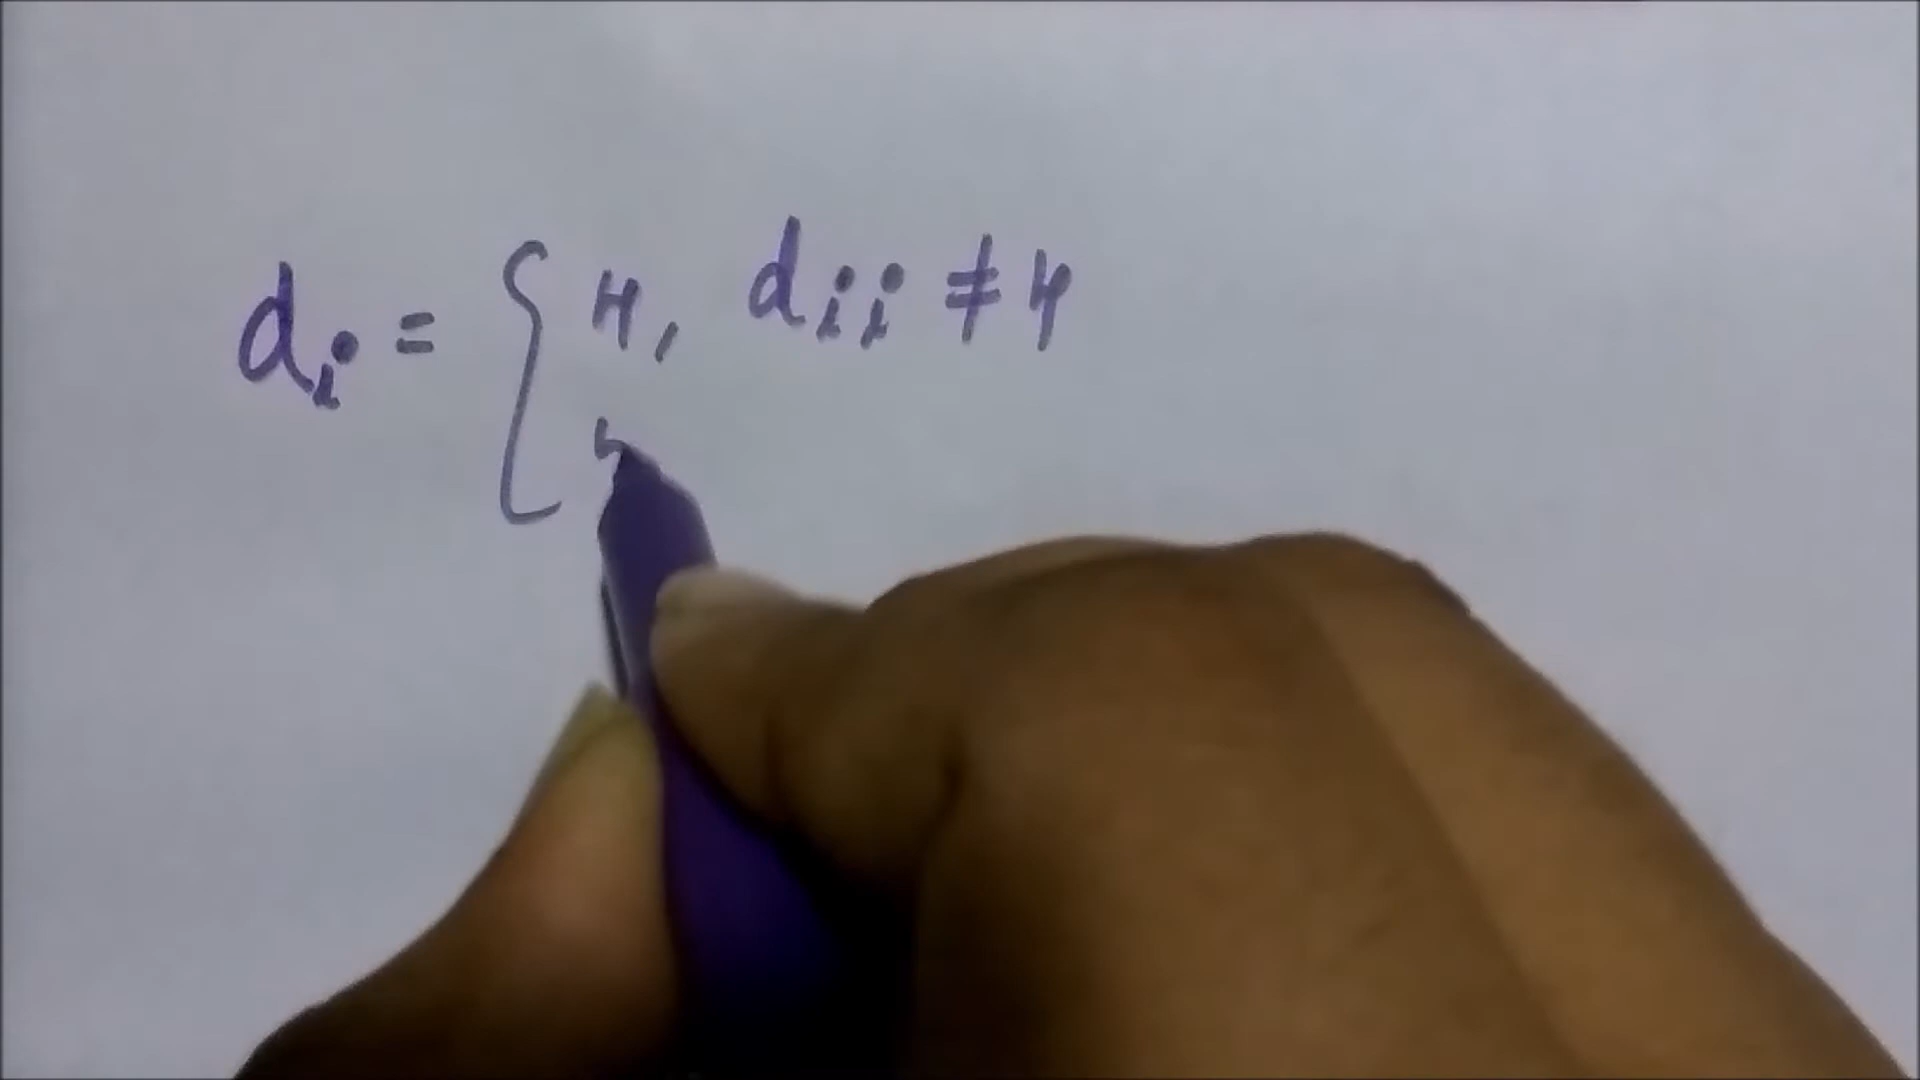 dᵢ = { 4, dᵢᵢ ≠ 4